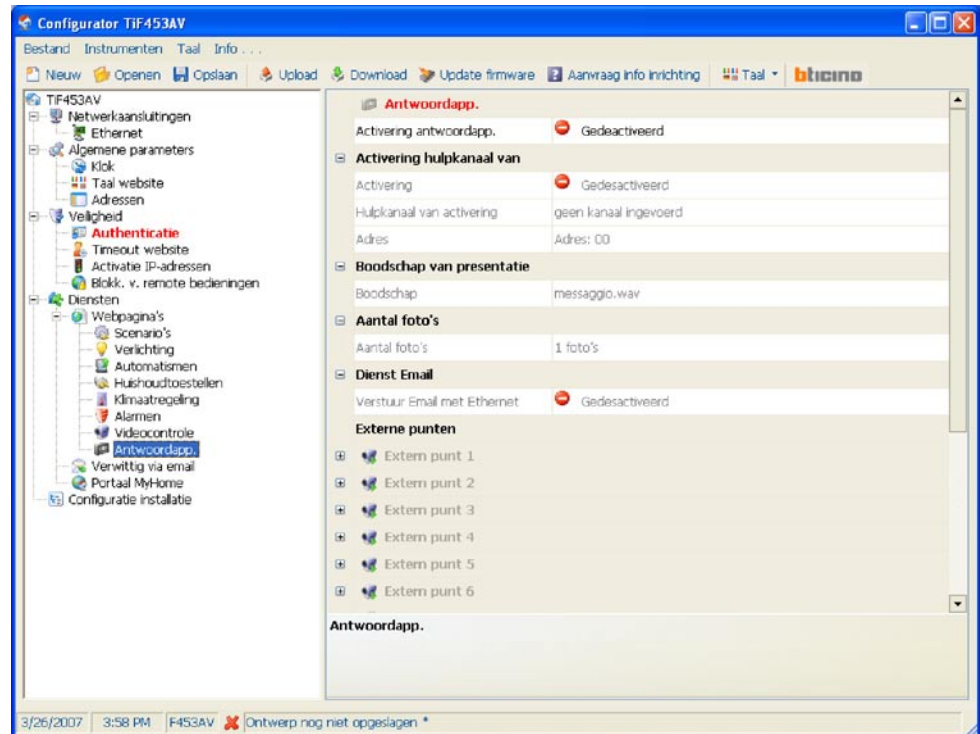 Configurator TiF453AV
Bestand Instrumenten Taal Info . . .
Nieuw Openen Opslaan Upload Download Update firmware Aanvraag info inrichting Taal bticino
TiF453AV
Netwerkaansluitingen
Ethernet
Algemene parameters
Klok
Taal website
Adressen
Veiligheid
Authenticatie
Timeout website
Activatie IP-adressen
Blokk. v. remote bedieningen
Diensten
Webpagina's
Scenario's
Verlichting
Automatismen
Huishoudtoestellen
Klimaatregeling
Alarmen
Videocontrole
Antwoordapp.
Verwittig via email
Portaal MyHome
Configuratie installatie
Antwoordapp.
Activering antwoordapp. Gedeactiveerd
Activering hulpkanaal van
Activering Gedesactiveerd
Hulpkanaal van activering geen kanaal ingevoerd
Adres Adres: 00
Boodschap van presentatie
Boodschap messaggio.wav
Aantal foto's
Aantal foto's 1 foto's
Dienst Email
Verstuur Email met Ethernet Gedesactiveerd
Externe punten
Extern punt 1
Extern punt 2
Extern punt 3
Extern punt 4
Extern punt 5
Extern punt 6
Antwoordapp.
3/26/2007 3:58 PM F453AV Ontwerp nog niet opgeslagen *